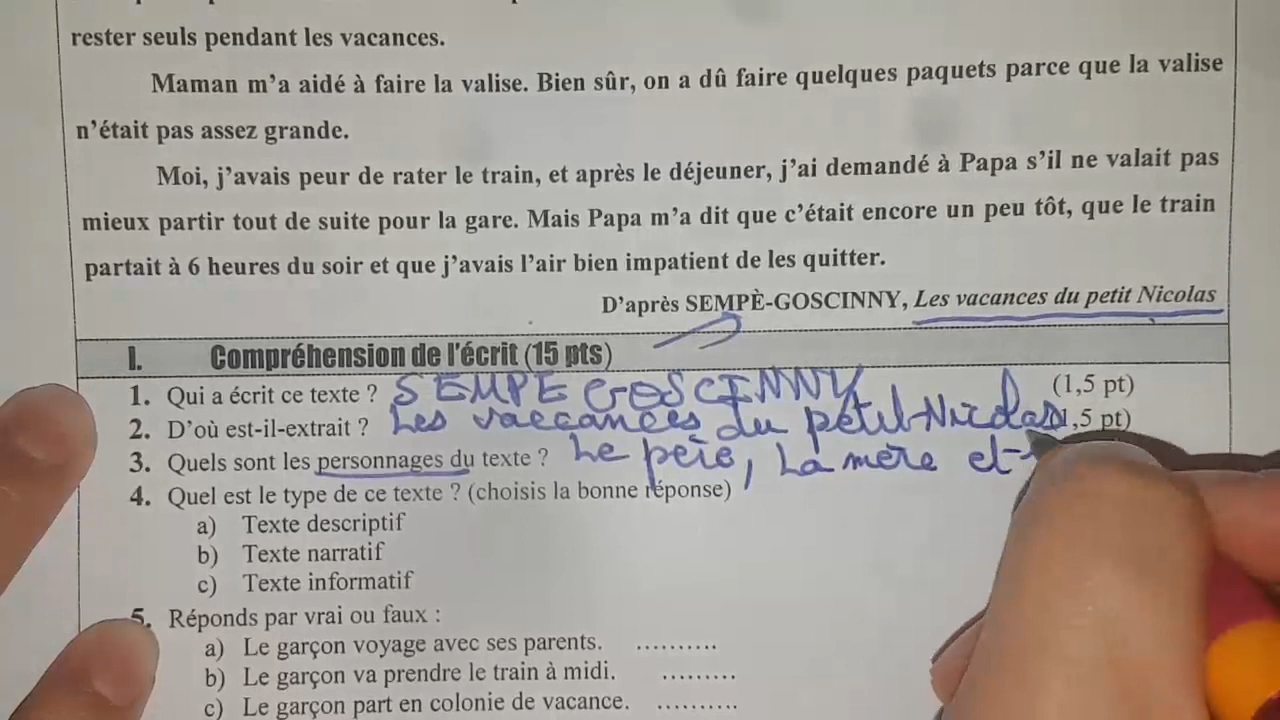 rester seuls pendant les vacances.
Maman m'a aidé à faire la valise. Bien sûr, on a dû faire quelques paquets parce que la valise
n'était pas assez grande.
Moi, j'avais peur de rater le train, et après le déjeuner, j'ai demandé à Papa s'il ne valait pas
mieux partir tout de suite pour la gare. Mais Papa m'a dit que c'était encore un peu tôt, que le train
partait à 6 heures du soir et que j'avais l'air bien impatient de les quitter.
D'après SEMPÈ-GOSCINNY, Les vacances du petit Nicolas
I. Compréhension de l'écrit (15 pts)
1. Qui a écrit ce texte ? SEMPE GOSCINNY (1,5 pt)
2. D'où est-il-extrait ? Les vaccances du petit Nicolas 1,5 pt)
3. Quels sont les personnages du texte ? Le père, La mère et
4. Quel est le type de ce texte ? (choisis la bonne réponse)
a) Texte descriptif
b) Texte narratif
c) Texte informatif
5. Réponds par vrai ou faux :
a) Le garçon voyage avec ses parents. ..........
b) Le garçon va prendre le train à midi. .........
c) Le garçon part en colonie de vacance. ..........